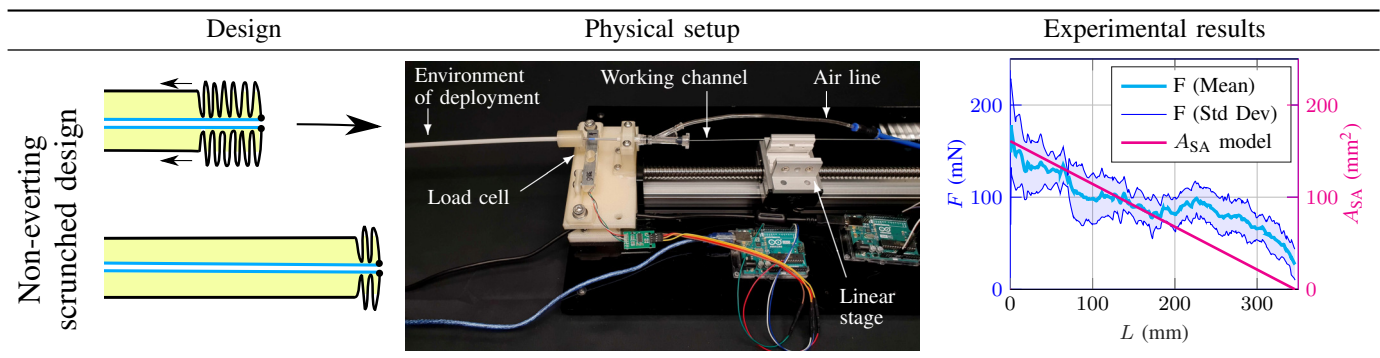 Design
Physical setup
Experimental results
Non-everting
scrunched design
Environment
of deployment
Working channel
Air line
Load cell
Linear
stage
F (Mean)
F (Std Dev)
A_SA model
F (mN)
0
100
200
0
100
200
300
L (mm)
0
100
200
A_SA (mm²)